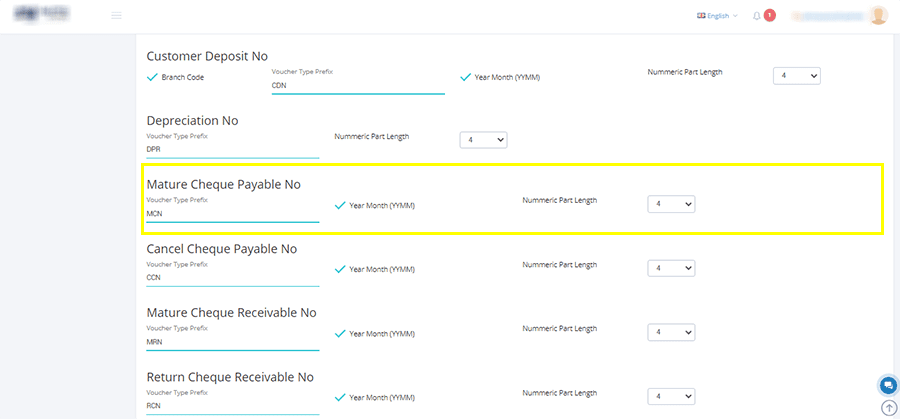 English
1
Customer Deposit No
Branch Code
Voucher Type Prefix
CDN
Year Month (YYMM)
Nummeric Part Length
4
Depreciation No
Voucher Type Prefix
DPR
Nummeric Part Length
4
Mature Cheque Payable No
Voucher Type Prefix
MCN
Year Month (YYMM)
Nummeric Part Length
4
Cancel Cheque Payable No
Voucher Type Prefix
CCN
Year Month (YYMM)
Nummeric Part Length
4
Mature Cheque Receivable No
Voucher Type Prefix
MRN
Year Month (YYMM)
Nummeric Part Length
4
Return Cheque Receivable No
Voucher Type Prefix
RCN
Year Month (YYMM)
Nummeric Part Length
4